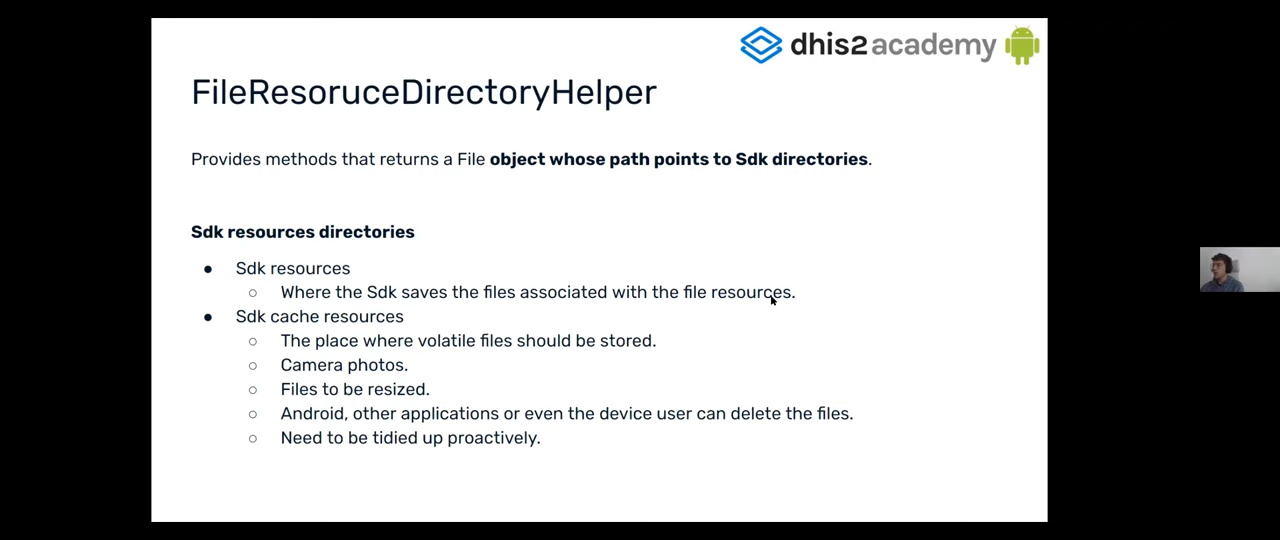 dhis2 academy
FileResoruceDirectoryHelper
Provides methods that returns a File object whose path points to Sdk directories.
Sdk resources directories
● Sdk resources
○ Where the Sdk saves the files associated with the file resources.
● Sdk cache resources
○ The place where volatile files should be stored.
○ Camera photos.
○ Files to be resized.
○ Android, other applications or even the device user can delete the files.
○ Need to be tidied up proactively.